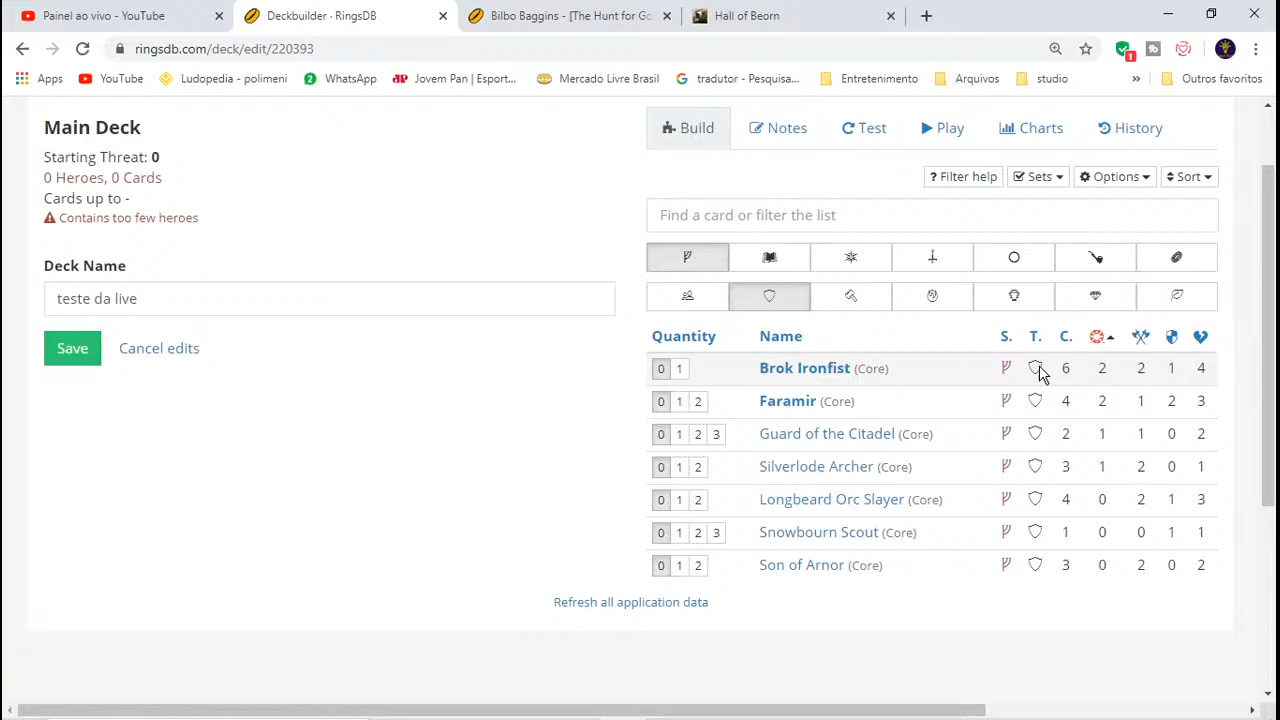 Painel ao vivo - YouTube
Deckbuilder · RingsDB
Bilbo Baggins - [The Hunt for Go
Hall of Beorn
ringsdb.com/deck/edit/220393
1
Apps
YouTube
Ludopedia - polimeni
2 WhatsApp
JP Jovem Pan | Esport...
Mercado Livre Brasil
G tradutor - Pesquisa...
Entretenimento
Arquivos
studio
»
Outros favoritos
Main Deck
Starting Threat: 0
0 Heroes, 0 Cards
Cards up to -
Contains too few heroes
Deck Name
teste da live
Save Cancel edits
Build Notes Test Play Charts History
? Filter help Sets Options Sort
Find a card or filter the list
Quantity Name S. T. C.
0 1 Brok Ironfist (Core) 6 2 2 1 4
0 1 2 Faramir (Core) 4 2 1 2 3
0 1 2 3 Guard of the Citadel (Core) 2 1 1 0 2
0 1 2 Silverlode Archer (Core) 3 1 2 0 1
0 1 2 Longbeard Orc Slayer (Core) 4 0 2 1 3
0 1 2 3 Snowbourn Scout (Core) 1 0 0 1 1
0 1 2 Son of Arnor (Core) 3 0 2 0 2
Refresh all application data